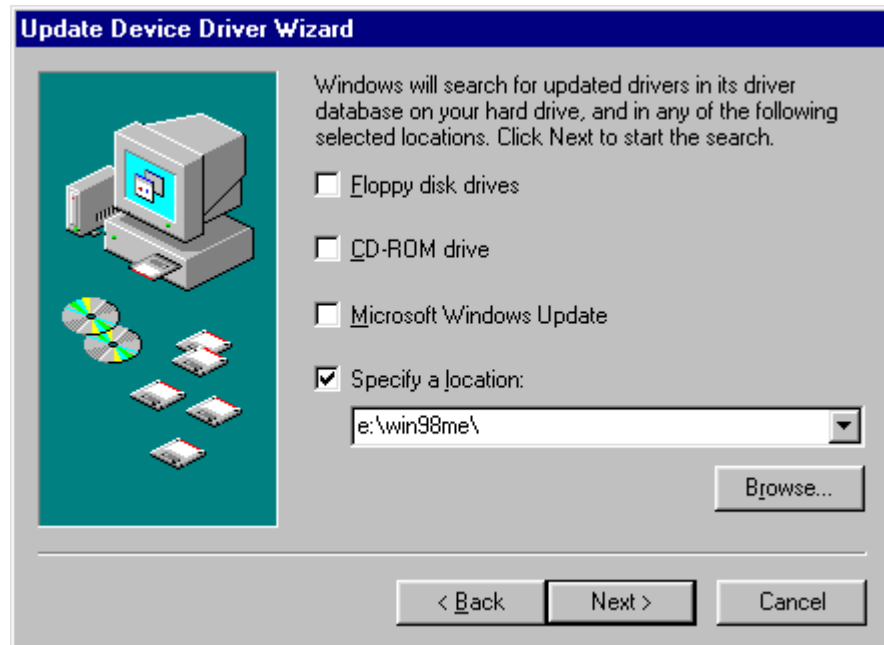 Update Device Driver Wizard
Windows will search for updated drivers in its driver
database on your hard drive, and in any of the following
selected locations. Click Next to start the search.
Floppy disk drives
CD-ROM drive
Microsoft Windows Update
Specify a location:
e:\win98me\
Browse...
< Back Next > Cancel